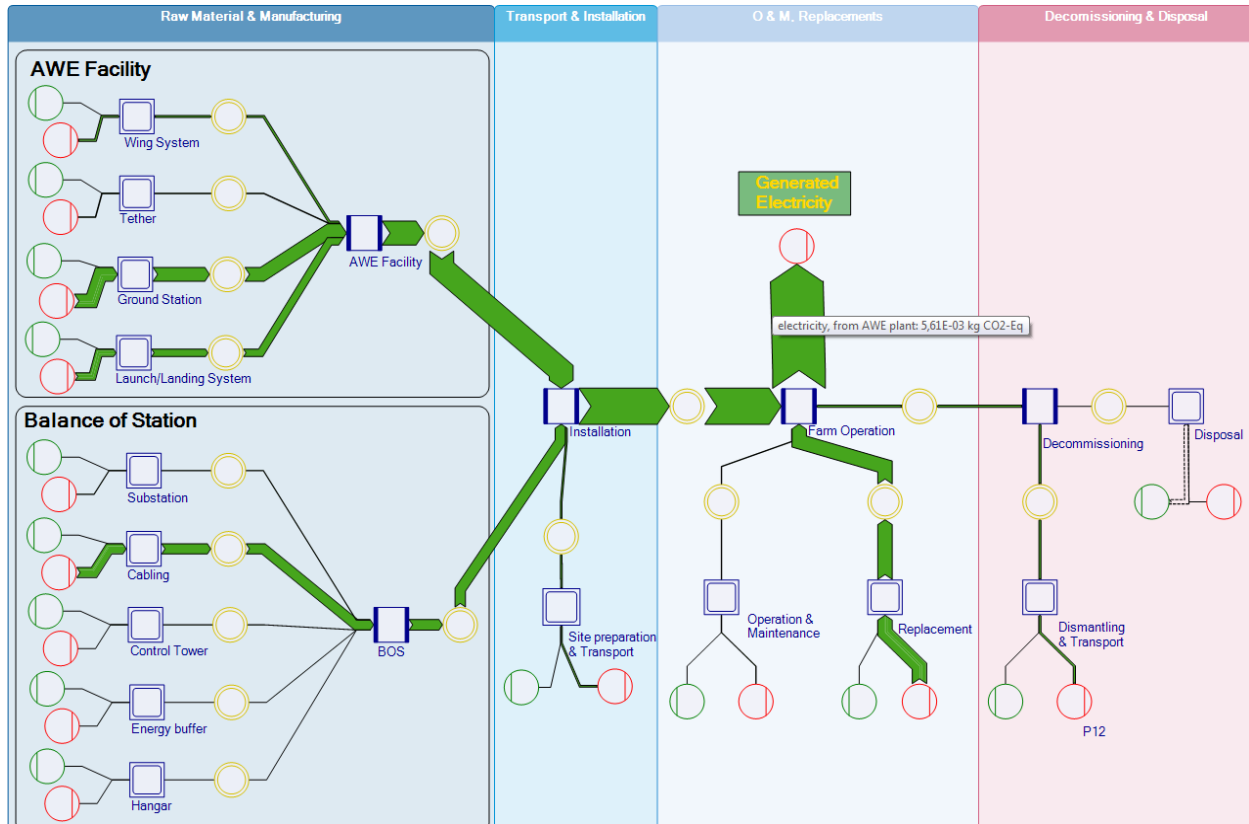 Raw Material & Manufacturing
Transport & Installation
O & M, Replacements
Decomissioning & Disposal
AWE Facility
Wing System
Tether
AWE Facility
Ground Station
Launch/Landing System
Generated
Electricity
electricity, from AWE plant: 5,61E-03 kg CO2-Eq
Balance of Station
Installation
Farm Operation
Decommissioning
Disposal
Substation
Cabling
Control Tower
BOS
Site preparation
& Transport
Operation &
Maintenance
Replacement
Dismantling
& Transport
Energy buffer
P12
Hangar